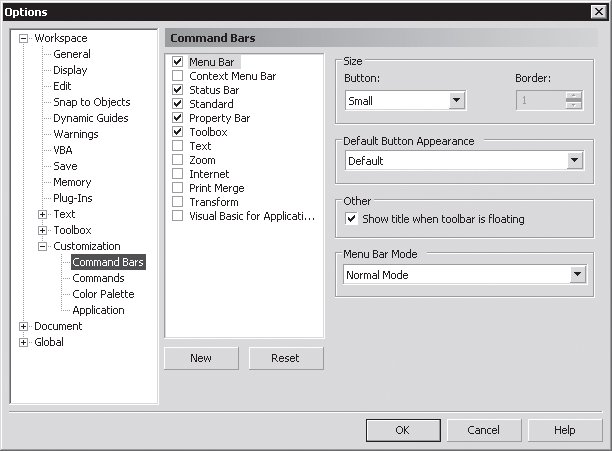 Options
Workspace
General
Display
Edit
Snap to Objects
Dynamic Guides
Warnings
VBA
Save
Memory
Plug-Ins
Text
Toolbox
Customization
Command Bars
Commands
Color Palette
Application
Document
Global
Command Bars
Menu Bar
Context Menu Bar
Status Bar
Standard
Property Bar
Toolbox
Text
Zoom
Internet
Print Merge
Transform
Visual Basic for Applicati...
New
Reset
Size
Button:
Border:
Small
1
Default Button Appearance
Default
Other
Show title when toolbar is floating
Menu Bar Mode
Normal Mode
OK
Cancel
Help